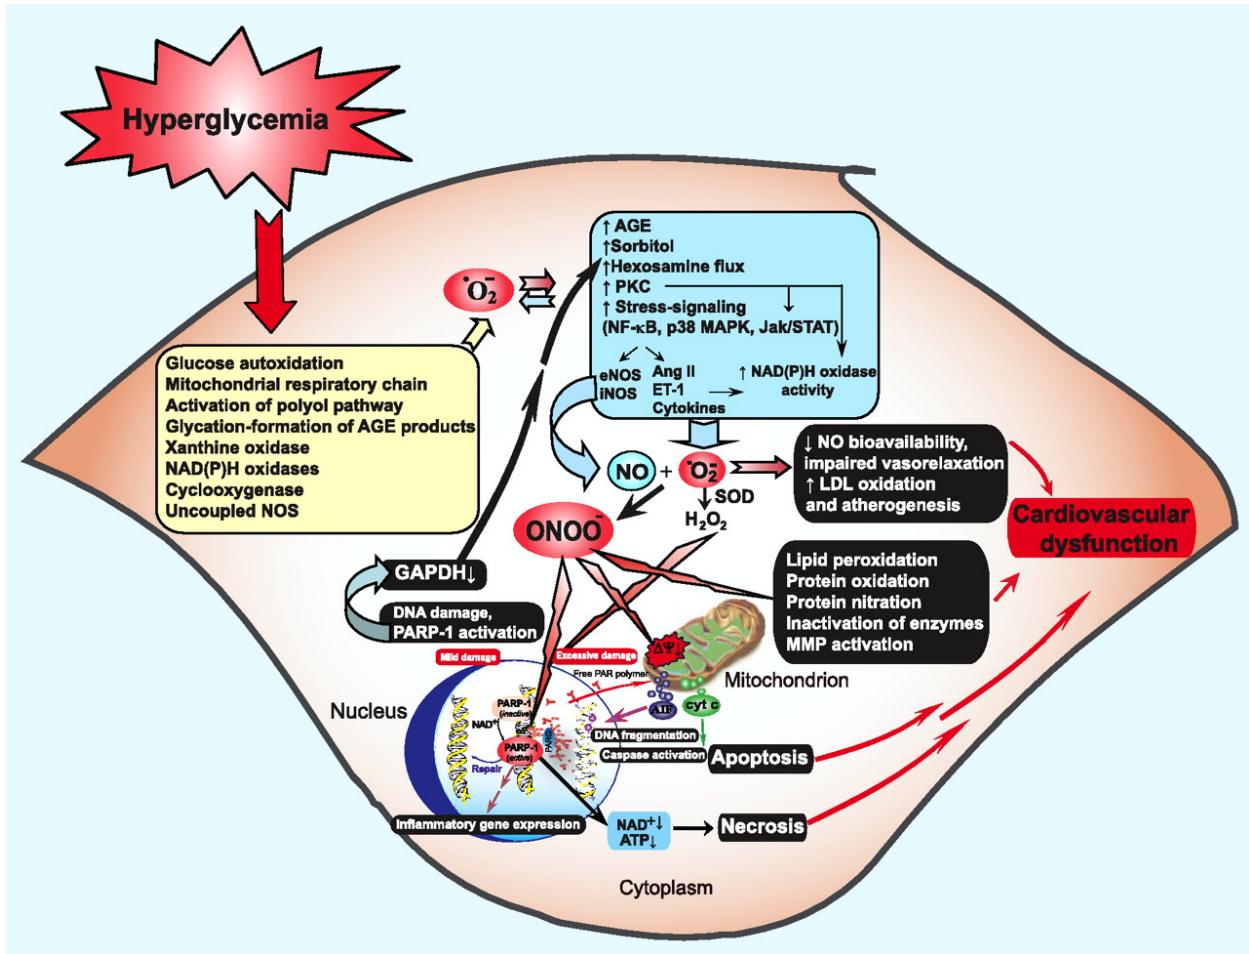 Hyperglycemia
Glucose autoxidation
Mitochondrial respiratory chain
Activation of polyol pathway
Glycation-formation of AGE products
Xanthine oxidase
NAD(P)H oxidases
Cyclooxygenase
Uncoupled NOS
•O₂⁻
↑ AGE
↑Sorbitol
↑Hexosamine flux
↑ PKC
↑ Stress-signaling
(NF-κB, p38 MAPK, Jak/STAT)
eNOS
iNOS
Ang II
ET-1
Cytokines
↑ NAD(P)H oxidase
activity
NO + •O₂⁻
SOD
H₂O₂
ONOO⁻
↓ NO bioavailability,
impaired vasorelaxation
↑ LDL oxidation
and atherogenesis
Cardiovascular
dysfunction
Lipid peroxidation
Protein oxidation
Protein nitration
Inactivation of enzymes
MMP activation
GAPDH↓
DNA damage,
PARP-1 activation
Mild damage
Excessive damage
Free PAR polymer
ΔΨ↓
Mitochondrion
AIF
cyt c
Nucleus
PARP-1
(inactive)
NAD⁺
PARG
PARP-1
(active)
Repair
DNA fragmentation
Caspase activation
Apoptosis
Inflammatory gene expression
NAD⁺↓
ATP↓
Necrosis
Cytoplasm